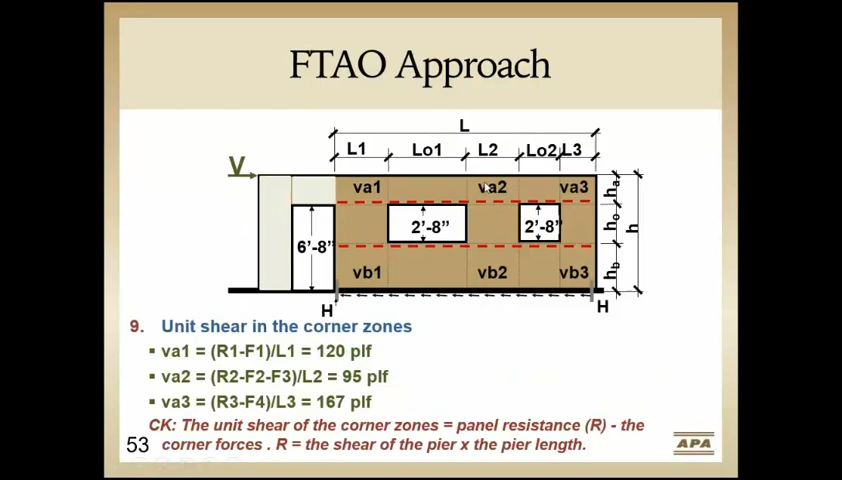 FTAO Approach
L
L1 Lo1 L2 Lo2 L3
V
va1 va2 va3
ha
2'-8" 2'-8"
ho
h
6'-8"
vb1 vb2 vb3
hb
H H
9. Unit shear in the corner zones
▪ va1 = (R1-F1)/L1 = 120 plf
▪ va2 = (R2-F2-F3)/L2 = 95 plf
▪ va3 = (R3-F4)/L3 = 167 plf
CK: The unit shear of the corner zones = panel resistance (R) - the
corner forces . R = the shear of the pier x the pier length.
53
APA